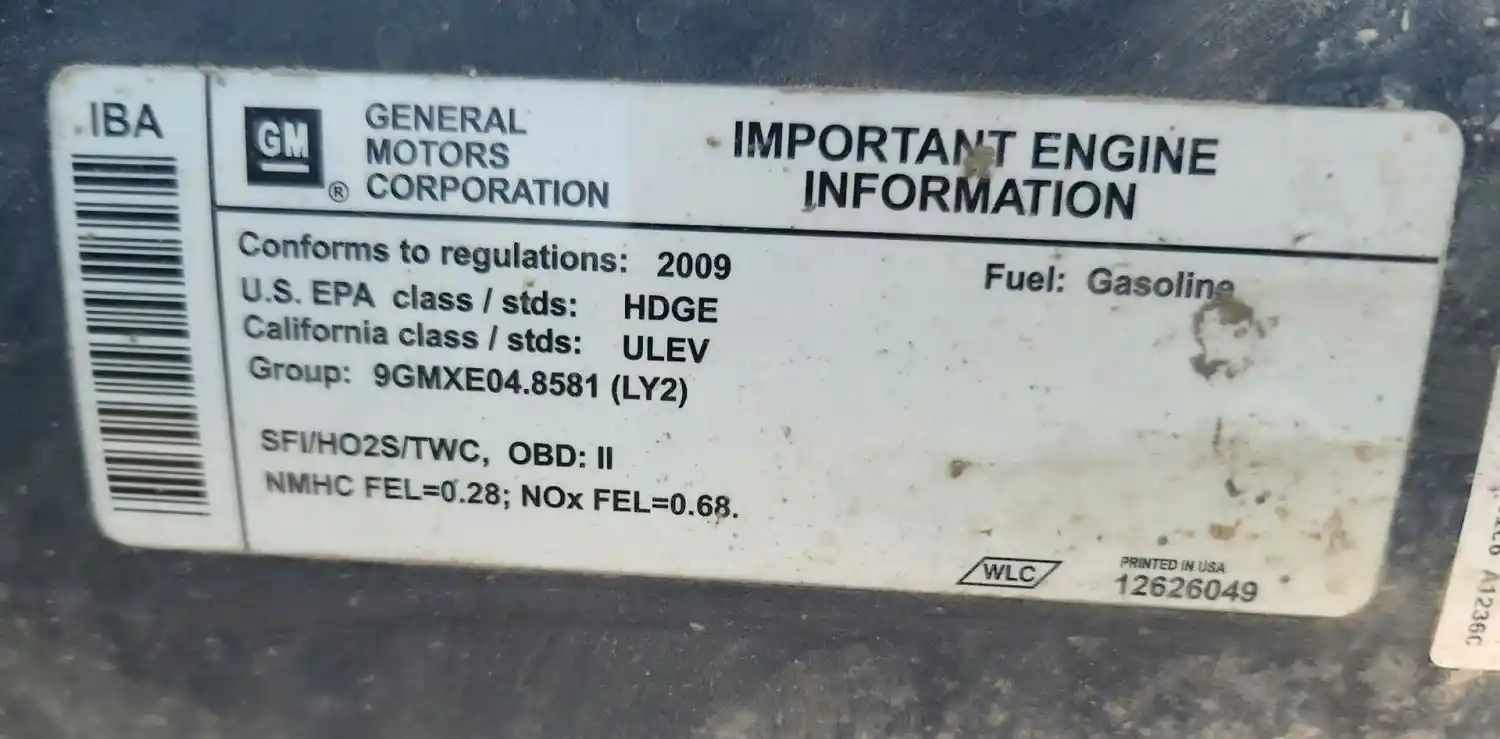 IBA
GM
®
GENERAL
MOTORS
CORPORATION
IMPORTANT ENGINE
INFORMATION
Conforms to regulations: 2009
Fuel: Gasoline
U.S. EPA class / stds: HDGE
California class / stds: ULEV
Group: 9GMXE04.8581 (LY2)
SFI/HO2S/TWC, OBD: II
NMHC FEL=0.28; NOx FEL=0.68.
WLC
PRINTED IN USA
12626049
A1236C